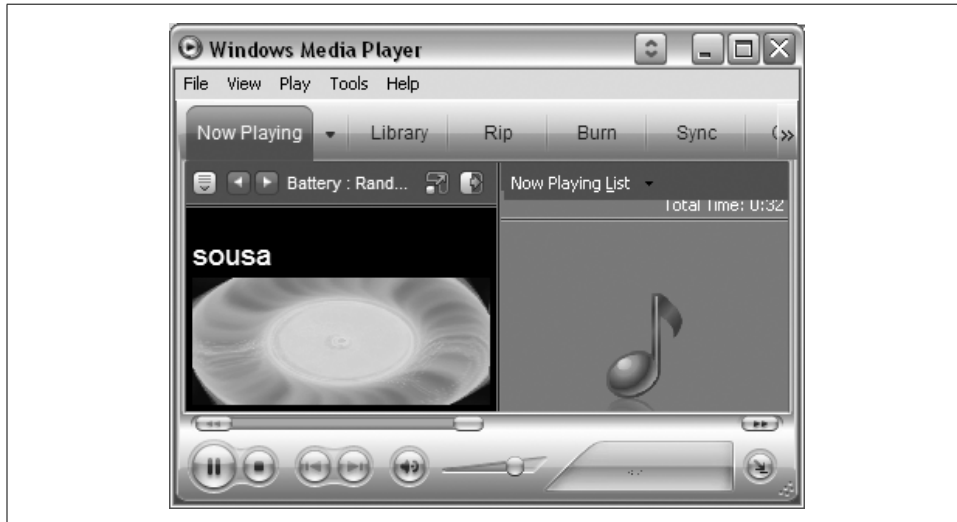 Windows Media Player
File View Play Tools Help
Now Playing Library Rip Burn Sync
Battery : Rand... Now Playing List
Total Time: 0:32
sousa